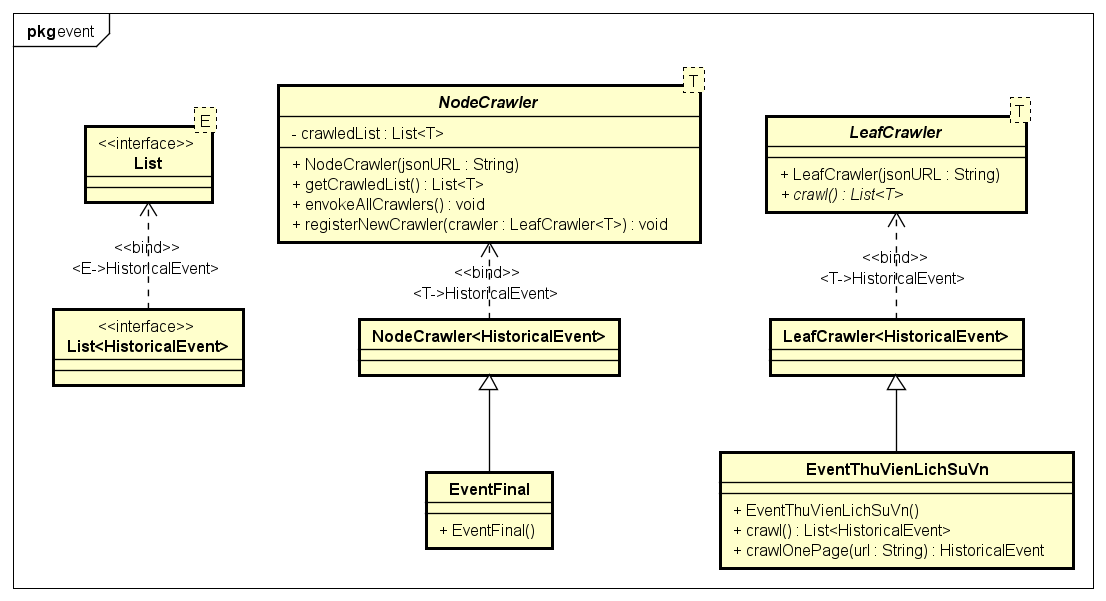 pkg event
E
<<interface>>
List
<<bind>>
<E->HistoricalEvent>
<<interface>>
List<HistoricalEvent>
T
NodeCrawler
- crawledList : List<T>
+ NodeCrawler(jsonURL : String)
+ getCrawledList() : List<T>
+ envokeAllCrawlers() : void
+ registerNewCrawler(crawler : LeafCrawler<T>) : void
<<bind>>
<T->HistoricalEvent>
NodeCrawler<HistoricalEvent>
EventFinal
+ EventFinal()
T
LeafCrawler
+ LeafCrawler(jsonURL : String)
+ crawl() : List<T>
<<bind>>
<T->HistoricalEvent>
LeafCrawler<HistoricalEvent>
EventThuVienLichSuVn
+ EventThuVienLichSuVn()
+ crawl() : List<HistoricalEvent>
+ crawlOnePage(url : String) : HistoricalEvent